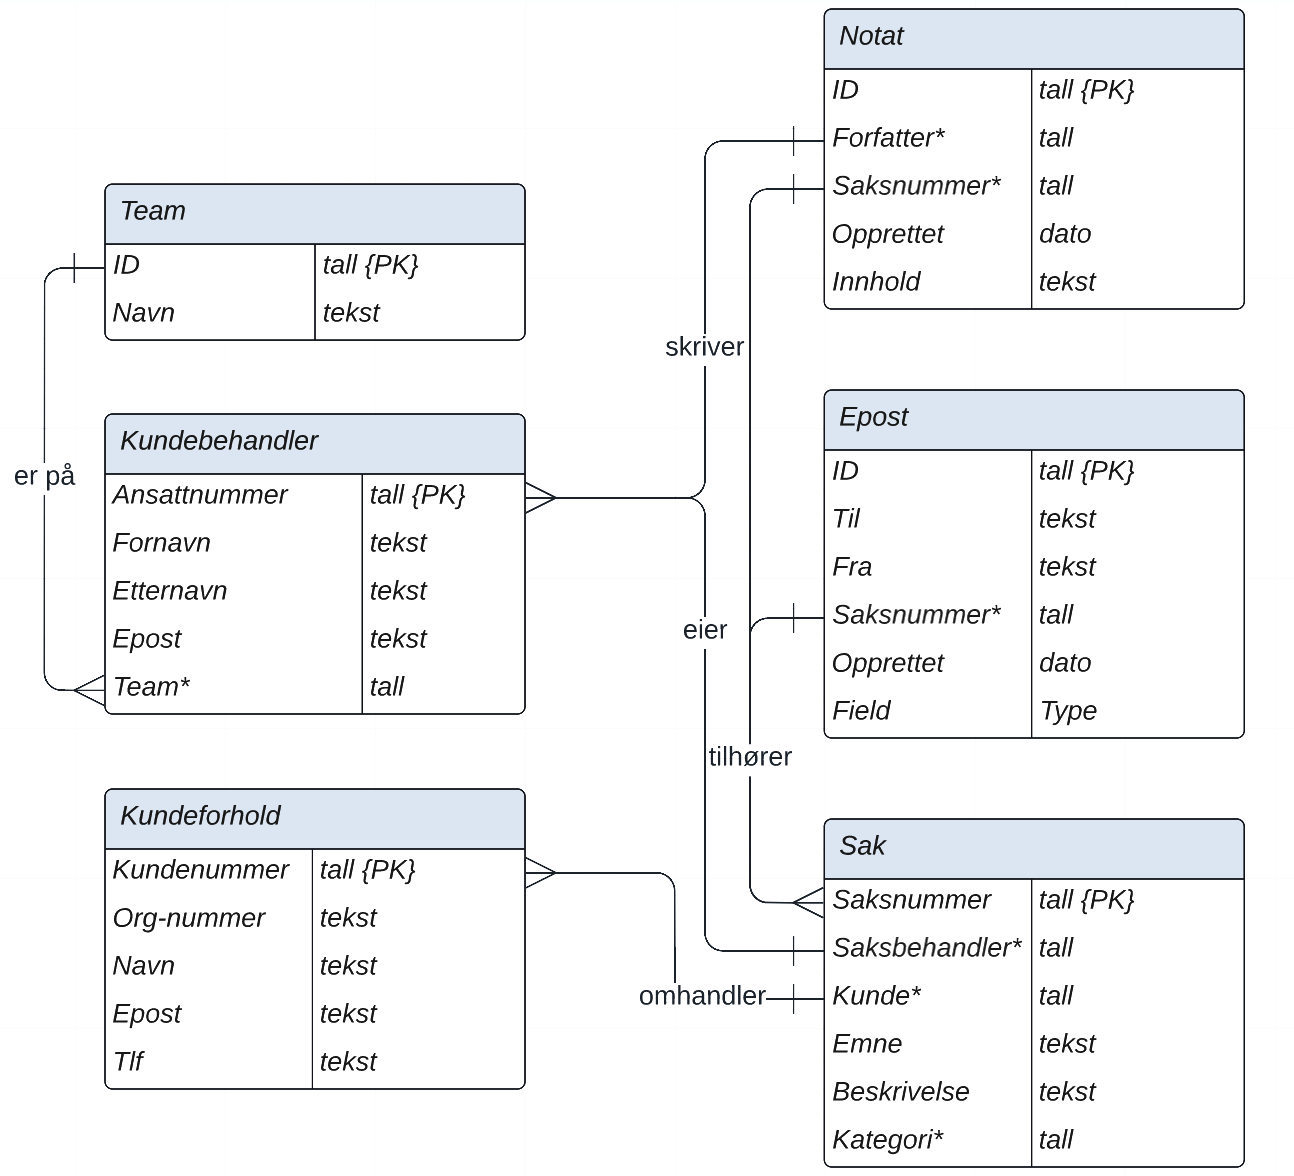 Team
ID tall {PK}
Navn tekst
er på
Kundebehandler
Ansattnummer tall {PK}
Fornavn tekst
Etternavn tekst
Epost tekst
Team* tall
Kundeforhold
Kundenummer tall {PK}
Org-nummer tekst
Navn tekst
Epost tekst
Tlf tekst
skriver
eier
tilhører
omhandler
Notat
ID tall {PK}
Forfatter* tall
Saksnummer* tall
Opprettet dato
Innhold tekst
Epost
ID tall {PK}
Til tekst
Fra tekst
Saksnummer* tall
Opprettet dato
Field Type
Sak
Saksnummer tall {PK}
Saksbehandler* tall
Kunde* tall
Emne tekst
Beskrivelse tekst
Kategori* tall